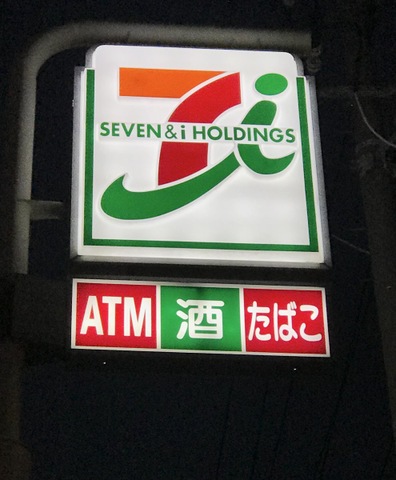 SEVEN & i HOLDINGS
ATM 酒 たばこ